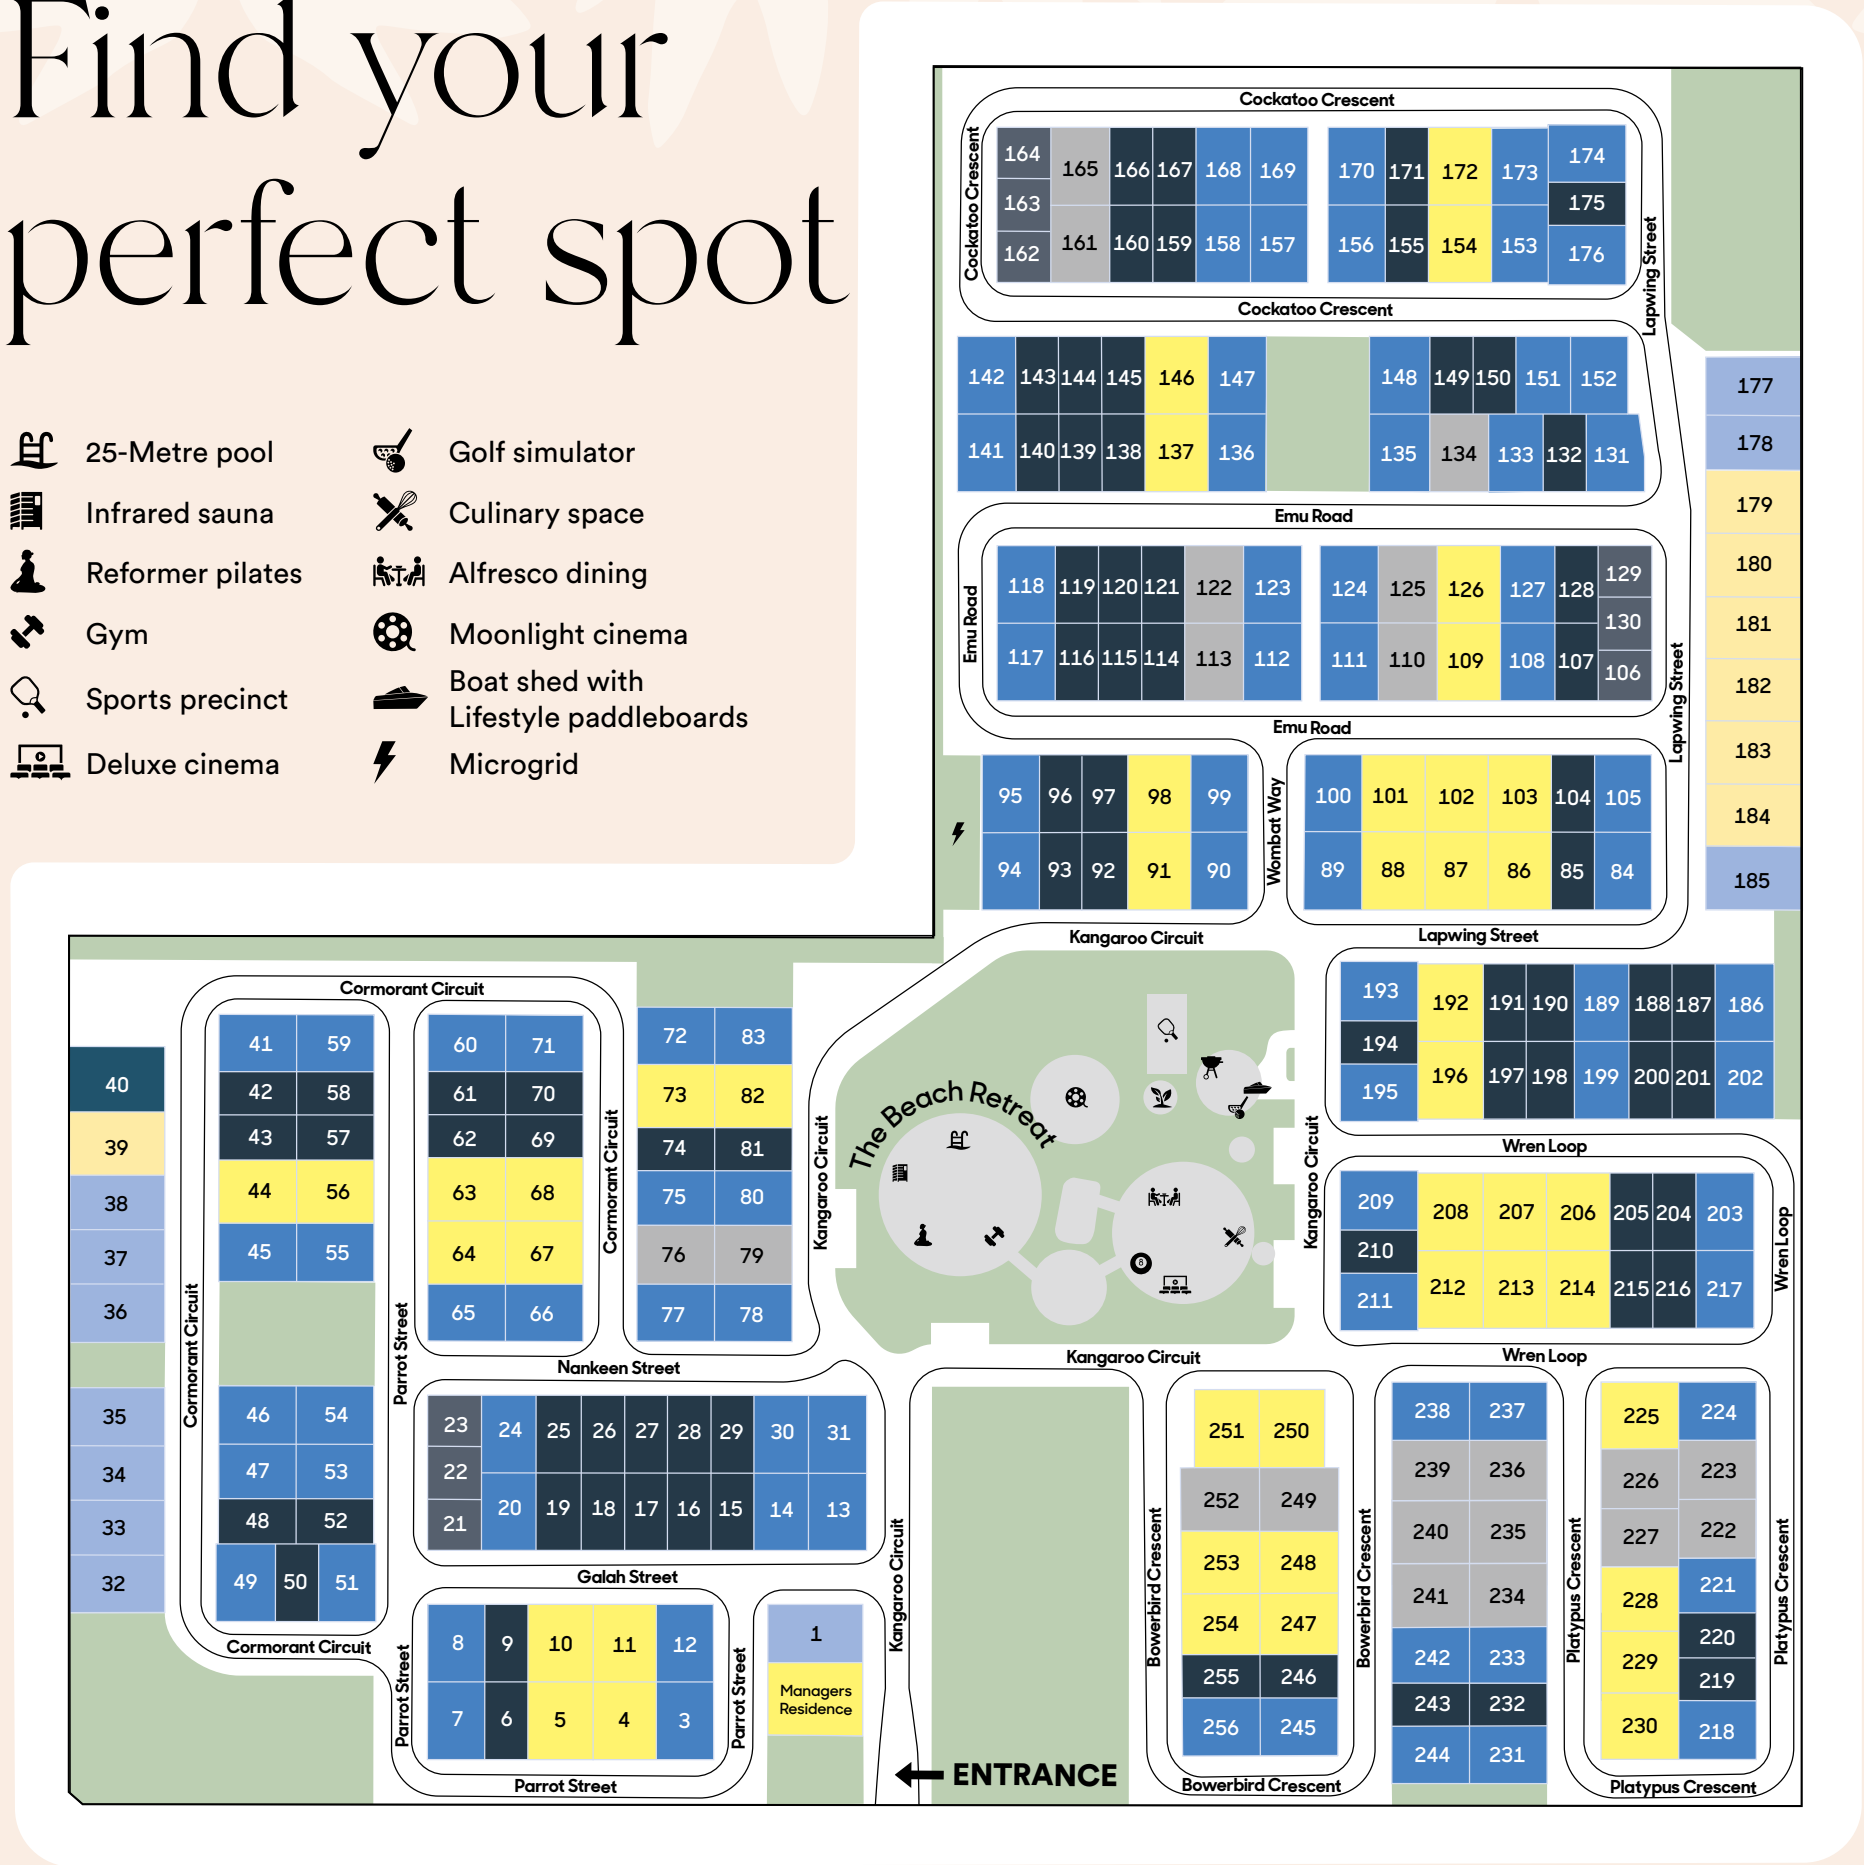 Find your
perfect spot
25-Metre pool
Infrared sauna
Reformer pilates
Gym
Sports precinct
Deluxe cinema
Golf simulator
Culinary space
Alfresco dining
Moonlight cinema
Boat shed with
Lifestyle paddleboards
Microgrid
Cockatoo Crescent
Cockatoo Crescent
Lapwing Street
164 165 166 167 168 169 170 171 172 173 174
163 175
162 161 160 159 158 157 156 155 154 153 176
Cockatoo Crescent
142 143 144 145 146 147 148 149 150 151 152
141 140 139 138 137 136 135 134 133 132 131
177
178
179
180
181
182
183
184
185
Emu Road
Emu Road
118 119 120 121 122 123 124 125 126 127 128 129
130
117 116 115 114 113 112 111 110 109 108 107 106
Lapwing Street
Emu Road
95 96 97 98 99
94 93 92 91 90
Wombat Way
100 101 102 103 104 105
89 88 87 86 85 84
Kangaroo Circuit
Lapwing Street
193 192 191 190 189 188 187 186
194
195 196 197 198 199 200 201 202
Wren Loop
209 208 207 206 205 204 203
210
211 212 213 214 215 216 217
Wren Loop
Wren Loop
Kangaroo Circuit
The Beach Retreat
8
Kangaroo Circuit
Kangaroo Circuit
Cormorant Circuit
40
39
38
37
36
35
34
33
32
Cormorant Circuit
41 59
42 58
43 57
44 56
45 55
46 54
47 53
48 52
49 50 51
Cormorant Circuit
Parrot Street
60 71
61 70
62 69
63 68
64 67
65 66
Cormorant Circuit
72 83
73 82
74 81
75 80
76 79
77 78
Nankeen Street
23 24 25 26 27 28 29 30 31
22
21 20 19 18 17 16 15 14 13
Galah Street
Parrot Street
8 9 10 11 12
7 6 5 4 3
Parrot Street
Parrot Street
1
Managers
Residence
Kangaroo Circuit
ENTRANCE
Bowerbird Crescent
251 250
252 249
253 248
254 247
255 246
256 245
Bowerbird Crescent
Bowerbird Crescent
238 237
239 236
240 235
241 234
242 233
243 232
244 231
Platypus Crescent
225 224
226 223
227 222
228 221
220
229 219
230 218
Platypus Crescent
Platypus Crescent